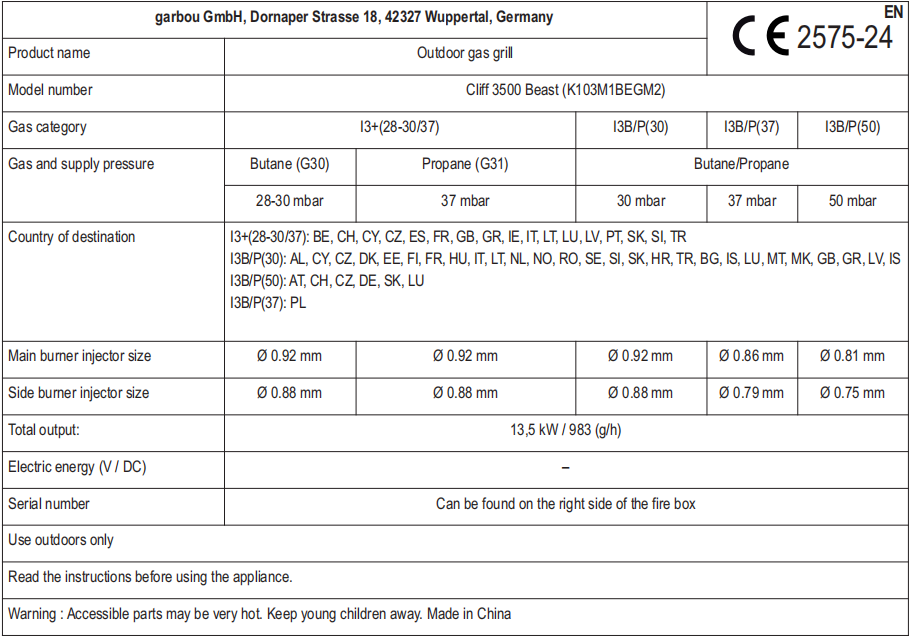 garbou GmbH, Dornaper Strasse 18, 42327 Wuppertal, Germany
EN
CE 2575-24
Product name Outdoor gas grill
Model number Cliff 3500 Beast (K103M1BEGM2)
Gas category I3+(28-30/37) I3B/P(30) I3B/P(37) I3B/P(50)
Gas and supply pressure Butane (G30) Propane (G31) Butane/Propane
28-30 mbar 37 mbar 30 mbar 37 mbar 50 mbar
Country of destination I3+(28-30/37): BE, CH, CY, CZ, ES, FR, GB, GR, IE, IT, LT, LU, LV, PT, SK, SI, TR
I3B/P(30): AL, CY, CZ, DK, EE, FI, FR, HU, IT, LT, NL, NO, RO, SE, SI, SK, HR, TR, BG, IS, LU, MT, MK, GB, GR, LV, IS
I3B/P(50): AT, CH, CZ, DE, SK, LU
I3B/P(37): PL
Main burner injector size Ø 0.92 mm Ø 0.92 mm Ø 0.92 mm Ø 0.86 mm Ø 0.81 mm
Side burner injector size Ø 0.88 mm Ø 0.88 mm Ø 0.88 mm Ø 0.79 mm Ø 0.75 mm
Total output: 13,5 kW / 983 (g/h)
Electric energy (V / DC) –
Serial number Can be found on the right side of the fire box
Use outdoors only
Read the instructions before using the appliance.
Warning : Accessible parts may be very hot. Keep young children away. Made in China